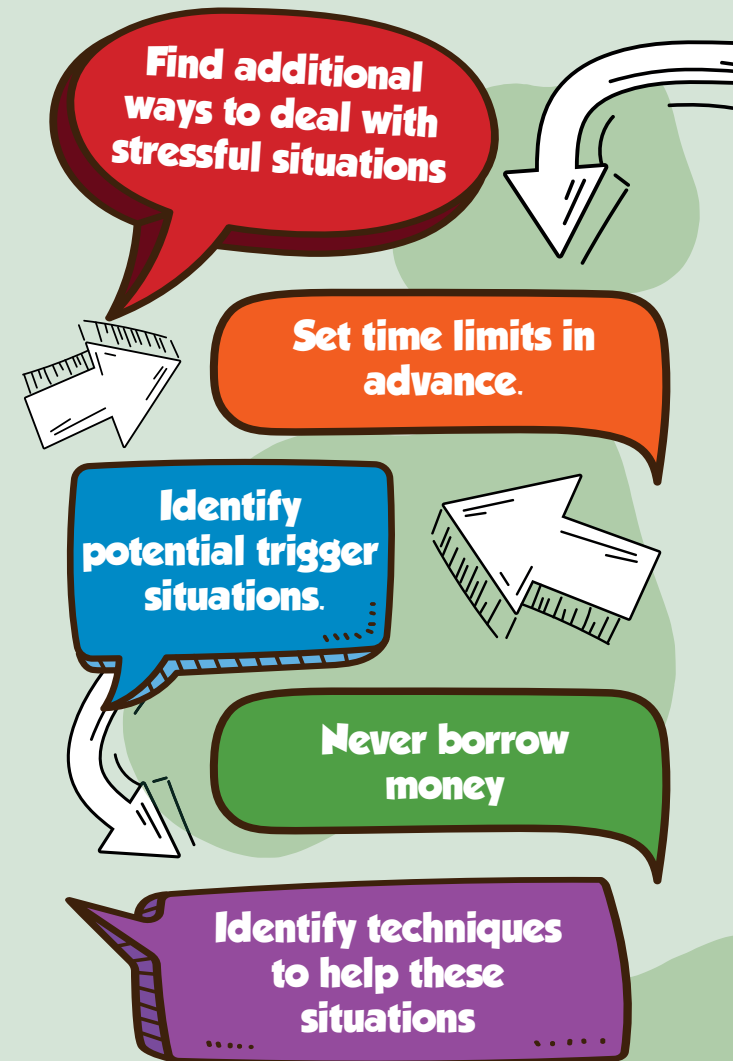 Find additional
ways to deal with
stressful situations
Set time limits in
advance.
Identify
potential trigger
situations.
Never borrow
money
Identify techniques
to help these
situations